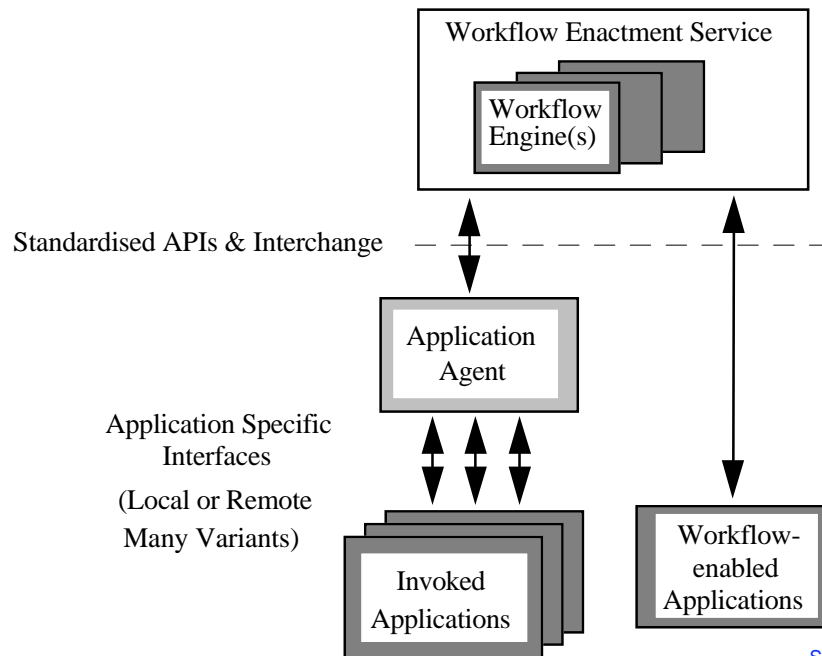 Workflow Enactment Service
Workflow
Engine(s)
Standardised APIs & Interchange
Application
Agent
Application Specific
Interfaces
(Local or Remote
Many Variants)
Invoked
Applications
Workflow-
enabled
Applications